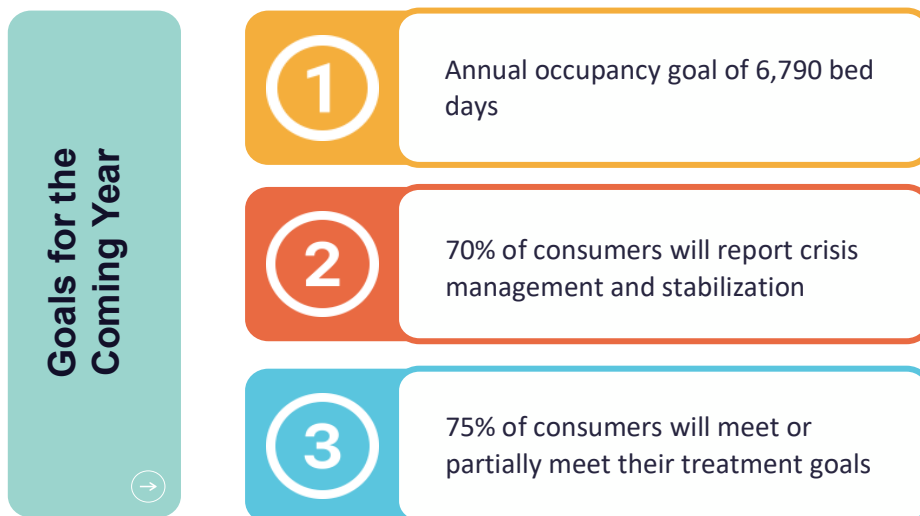 Goals for the
Coming Year
1
Annual occupancy goal of 6,790 bed
days
2
70% of consumers will report crisis
management and stabilization
3
75% of consumers will meet or
partially meet their treatment goals